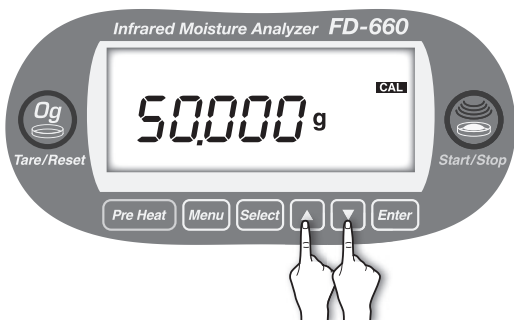 Infrared Moisture Analyzer FD-660
CAL
50.000 g
0g
Tare/Reset
Start/Stop
Pre Heat Menu Select ▲ ▼ Enter